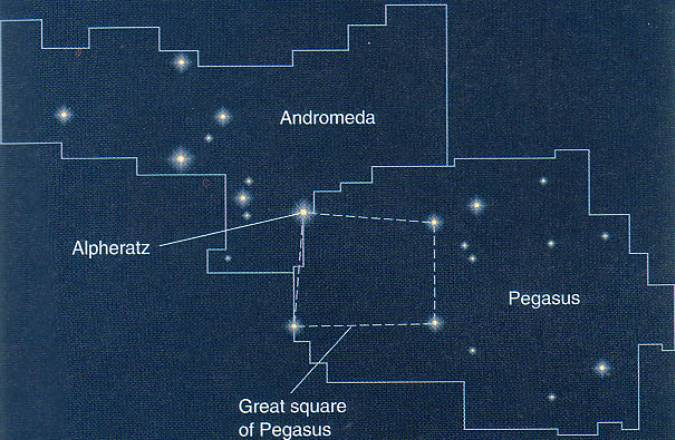 Andromeda
Alpheratz
Pegasus
Great square
of Pegasus